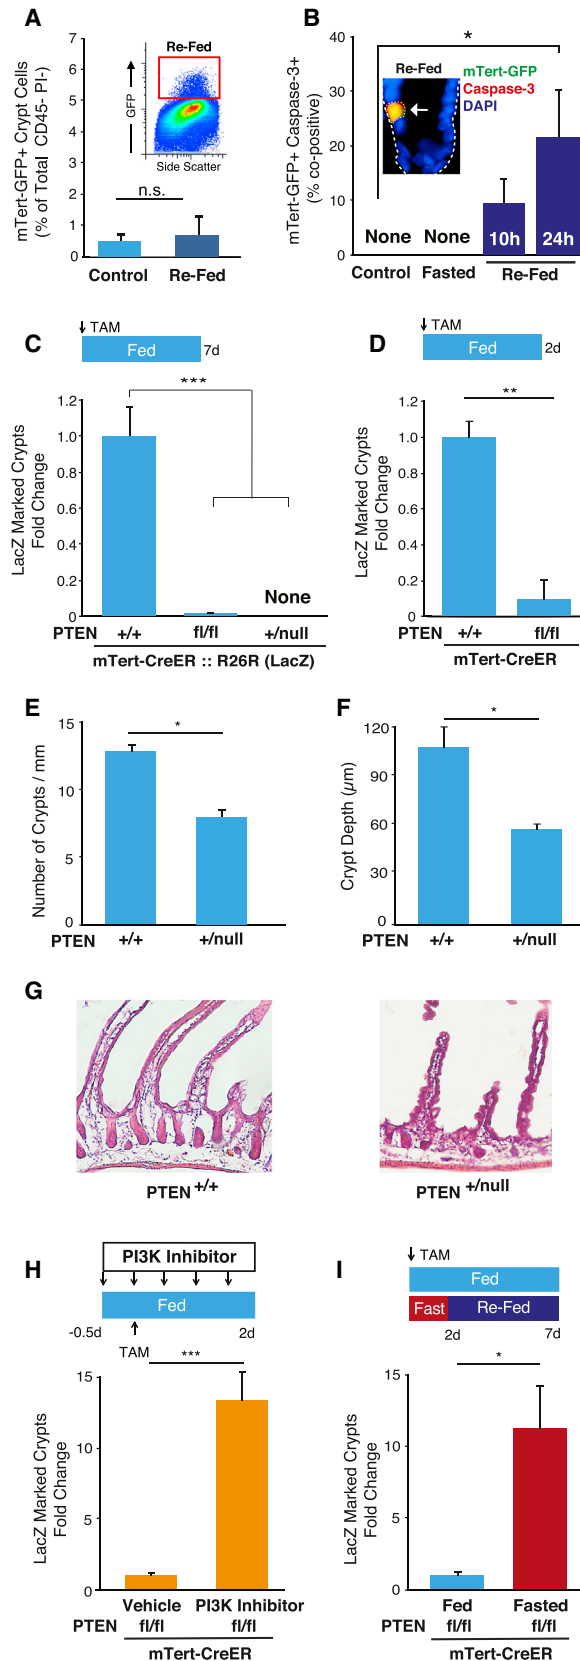 A
mTert-GFP+ Crypt Cells
(% of Total CD45- PI-)
7
6
5
4
3
2
1
0
Re-Fed
GFP
Side Scatter
n.s.
Control
Re-Fed
B
mTert-GFP+ Caspase-3+
(% co-positive)
40
30
20
10
0
*
Re-Fed
mTert-GFP
Caspase-3
DAPI
None
None
10h
24h
Control
Fasted
Re-Fed
C
TAM
Fed
7d
LacZ Marked Crypts
Fold Change
1.2
1.0
0.8
0.6
0.4
0.2
0
***
None
PTEN
+/+
fl/fl
+/null
mTert-CreER :: R26R (LacZ)
D
TAM
Fed
2d
LacZ Marked Crypts
Fold Change
1.2
1.0
0.8
0.6
0.4
0.2
0
**
PTEN
+/+
fl/fl
mTert-CreER
E
Number of Crypts / mm
15
10
5
0
*
PTEN
+/+
+/null
F
Crypt Depth (µm)
120
90
60
30
0
*
PTEN
+/+
+/null
G
PTEN +/+
PTEN +/null
H
PI3K Inhibitor
Fed
-0.5d
2d
TAM
LacZ Marked Crypts
Fold Change
15
10
5
0
***
Vehicle
PI3K Inhibitor
PTEN
fl/fl
fl/fl
mTert-CreER
I
TAM
Fed
Fast
Re-Fed
2d
7d
LacZ Marked Crypts
Fold Change
15
10
5
0
*
Fed
Fasted
PTEN
fl/fl
fl/fl
mTert-CreER